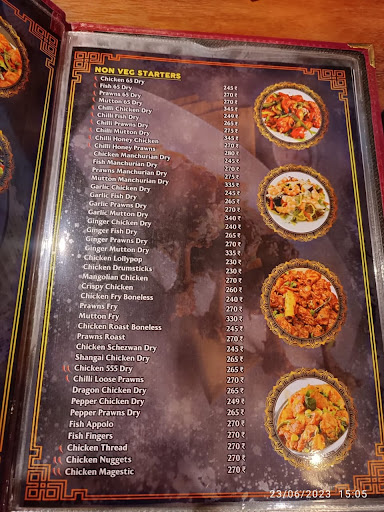 NON VEG STARTERS
Chicken 65 Dry 245 ₹
Fish 65 Dry 270 ₹
Prawns 65 Dry 270 ₹
Mutton 65 Dry 345 ₹
Chilli Chicken Dry 249 ₹
Chilli Fish Dry 265 ₹
Chilli Prawns Dry 275 ₹
Chilli Mutton Dry 345 ₹
Chilli Honey Chicken 270 ₹
Chilli Honey Prawns 280 ₹
Chicken Manchurian Dry 245 ₹
Fish Manchurian Dry 270 ₹
Prawns Manchurian Dry 275 ₹
Mutton Manchurian Dry 335 ₹
Garlic Chicken Dry 245 ₹
Garlic Fish Dry 265 ₹
Garlic Prawns Dry 270 ₹
Garlic Mutton Dry 340 ₹
Ginger Chicken Dry 240 ₹
Ginger Fish Dry 265 ₹
Ginger Prawns Dry 270 ₹
Ginger Mutton Dry 335 ₹
Chicken Lollypop 230 ₹
Chicken Drumsticks 230 ₹
Mangolian Chicken 270 ₹
Crispy Chicken 260 ₹
Chicken Fry Boneless 240 ₹
Prawns Fry 270 ₹
Mutton Fry 330 ₹
Chicken Roast Boneless 245 ₹
Prawns Roast 270 ₹
Chicken Schezwan Dry 245 ₹
Shangai Chicken Dry 265 ₹
Chicken 555 Dry 265 ₹
Chilli Loose Prawns 270 ₹
Dragon Chicken Dry 265 ₹
Pepper Chicken Dry 249 ₹
Pepper Prawns Dry 265 ₹
Fish Appolo 270 ₹
Fish Fingers 270 ₹
Chicken Thread 270 ₹
Chicken Nuggets 270 ₹
Chicken Magestic 270 ₹
23/06/2023 15:05